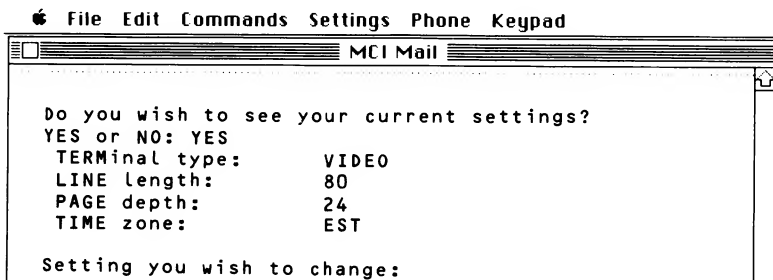 File Edit Commands Settings Phone Keypad
MCI Mail
Do you wish to see your current settings?
YES or NO: YES
TERMinal type: VIDEO
LINE length: 80
PAGE depth: 24
TIME zone: EST
Setting you wish to change: